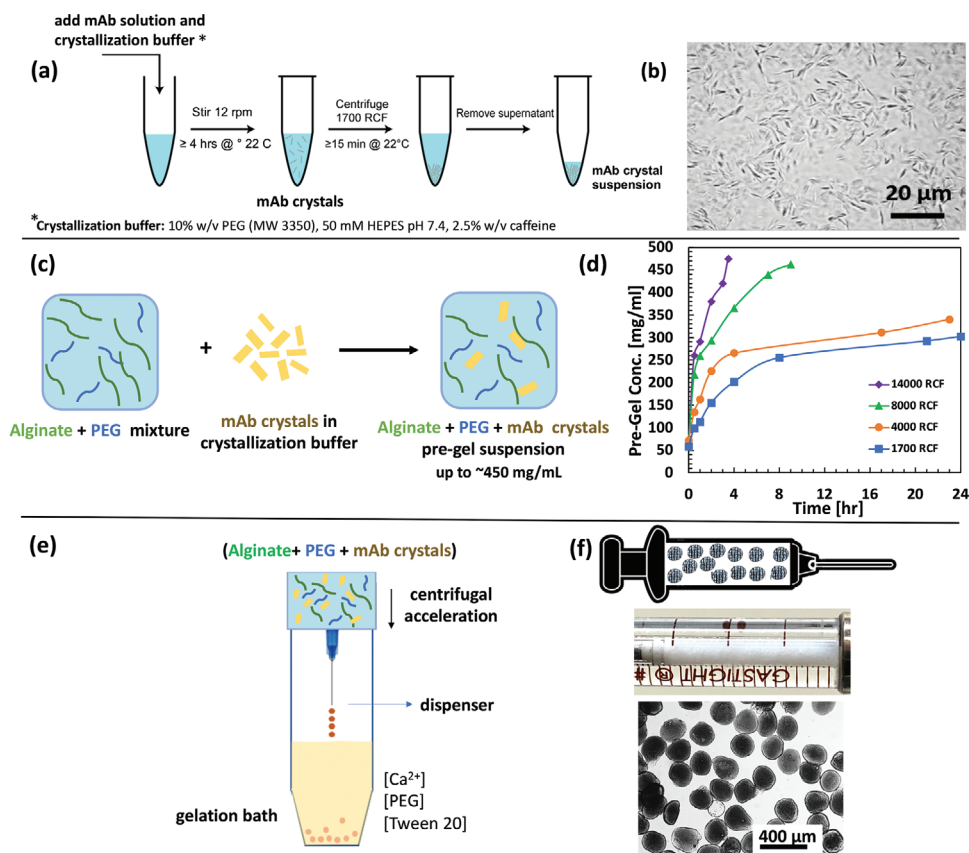 add mAb solution and
crystallization buffer *
(a)
Stir 12 rpm
≥ 4 hrs @ ° 22 C
Centrifuge
1700 RCF
≥15 min @ 22°C
Remove supernatant
mAb crystals
mAb crystal
suspension
*Crystallization buffer: 10% w/v PEG (MW 3350), 50 mM HEPES pH 7.4, 2.5% w/v caffeine
(b)
20 µm
(c)
+
Alginate + PEG mixture
mAb crystals in
crystallization buffer
Alginate + PEG + mAb crystals
pre-gel suspension
up to ~450 mg/mL
(d)
Pre-Gel Conc. [mg/ml]
500
450
400
350
300
250
200
150
100
50
0
0 4 8 12 16 20 24
Time [hr]
14000 RCF
8000 RCF
4000 RCF
1700 RCF
(e)
(Alginate+ PEG + mAb crystals)
centrifugal
acceleration
dispenser
gelation bath
[Ca²⁺]
[PEG]
[Tween 20]
(f)
GASTIGHT ® #
400 µm